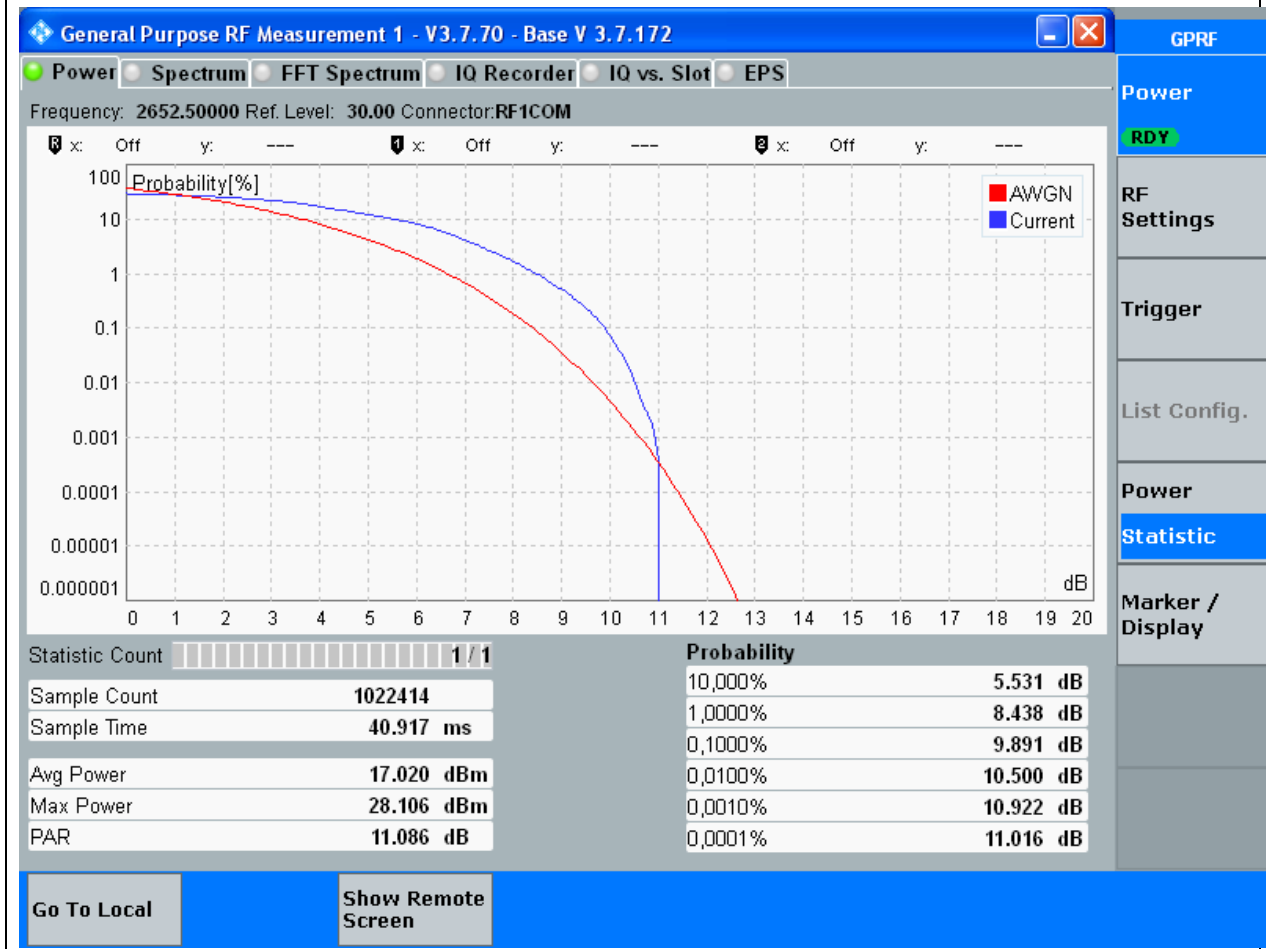 General Purpose RF Measurement 1 - V3.7.70 - Base V 3.7.172
GPRF
Power Spectrum FFT Spectrum IQ Recorder IQ vs. Slot EPS
Frequency: 2652.50000 Ref. Level: 30.00 Connector:RF1COM
R x: Off y: --- 1 x: Off y: --- 2 x: Off y: ---
Probability[%]
AWGN
Current
100
10
1
0.1
0.01
0.001
0.0001
0.00001
0.000001
dB
0 1 2 3 4 5 6 7 8 9 10 11 12 13 14 15 16 17 18 19 20
Statistic Count 1 / 1
Sample Count 1022414
Sample Time 40.917 ms
Avg Power 17.020 dBm
Max Power 28.106 dBm
PAR 11.086 dB
Probability
10,000% 5.531 dB
1,0000% 8.438 dB
0,1000% 9.891 dB
0,0100% 10.500 dB
0,0010% 10.922 dB
0,0001% 11.016 dB
Power
RDY
RF
Settings
Trigger
List Config.
Power
Statistic
Marker /
Display
Go To Local
Show Remote
Screen